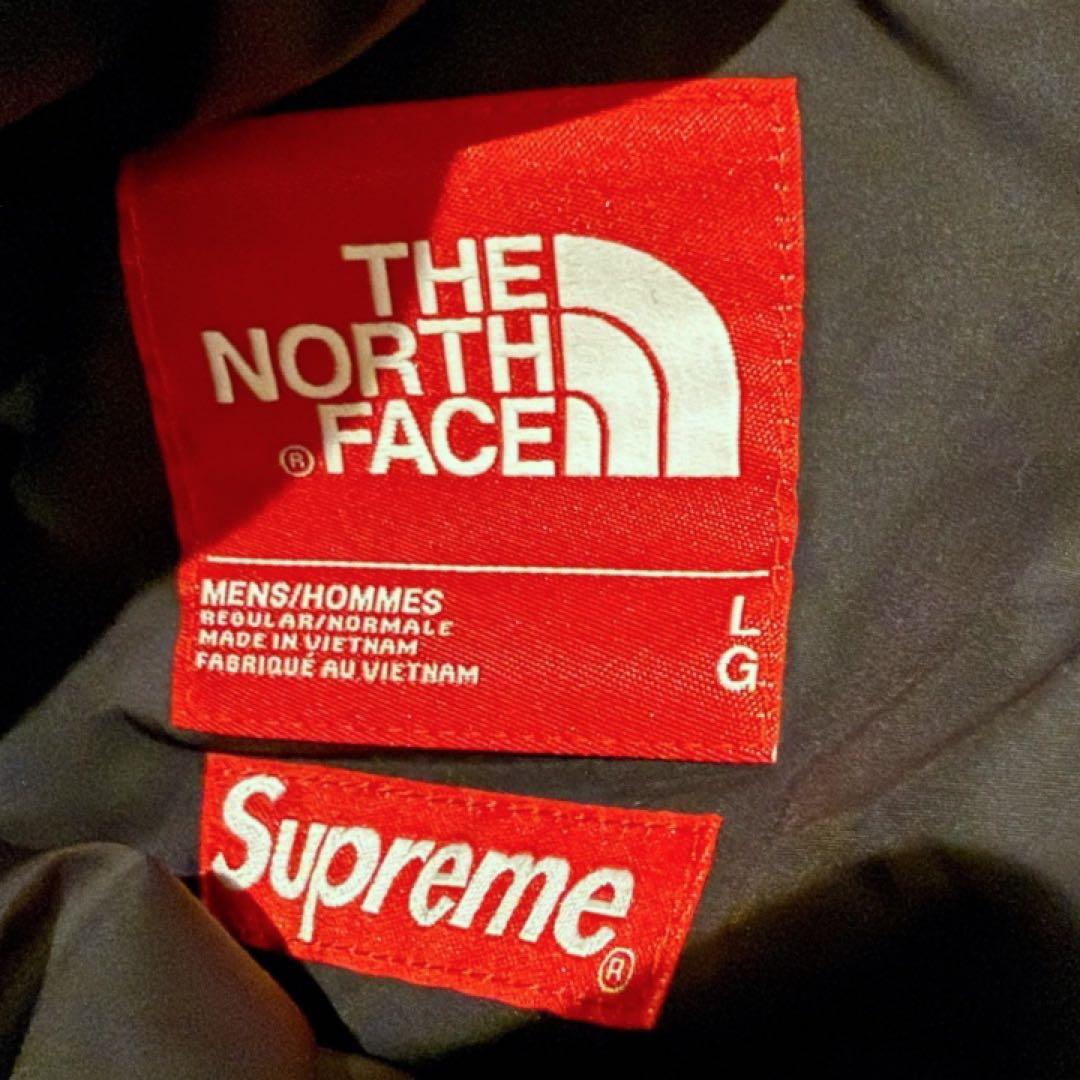 THE
NORTH
® FACE
MENS/HOMMES L
REGULAR/NORMALE
MADE IN VIETNAM G
FABRIQUÉ AU VIETNAM
Supreme®